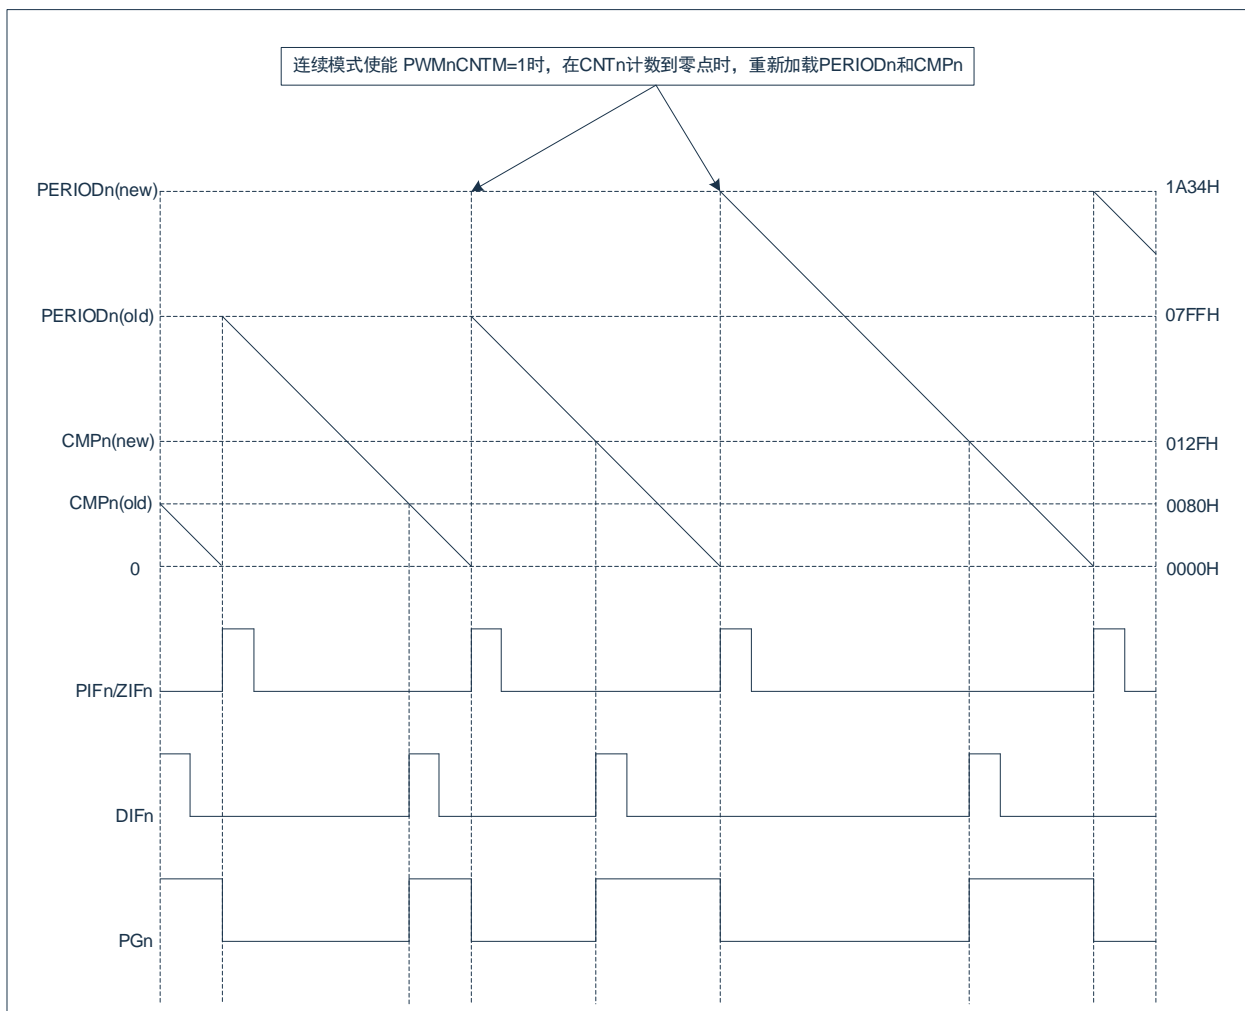 连续模式使能 PWMnCNTM=1时，在CNTn计数到零点时，重新加载PERIODn和CMPn
PERIODn(new)
1A34H
PERIODn(old)
07FFH
CMPn(new)
012FH
CMPn(old)
0080H
0
0000H
PIFn/ZIFn
DIFn
PGn